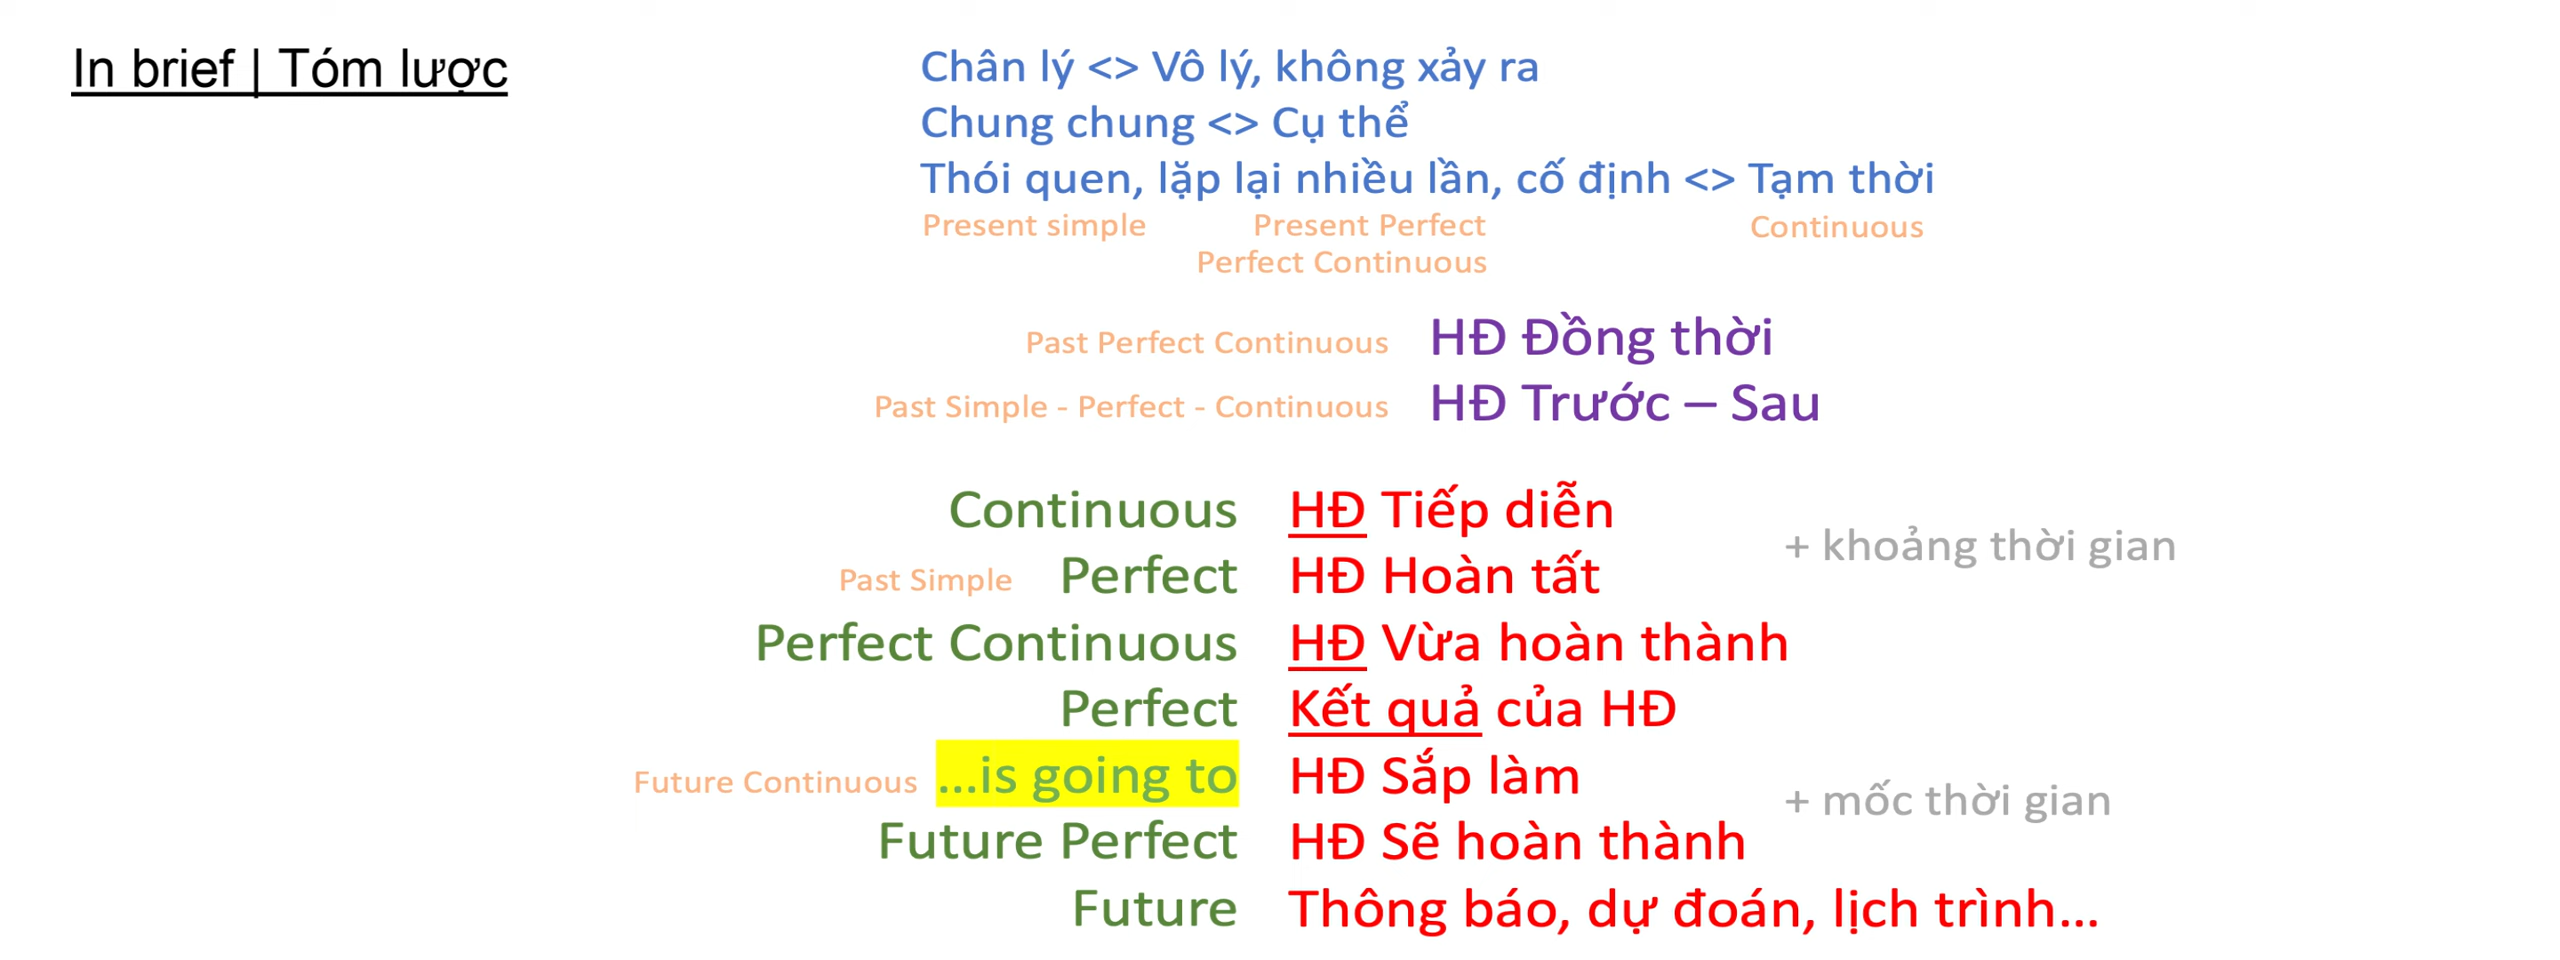 In brief | Tóm lược
Chân lý <> Vô lý, không xảy ra
Chung chung <> Cụ thể
Thói quen, lặp lại nhiều lần, cố định <> Tạm thời
Present simple Present Perfect Continuous
Perfect Continuous
Past Perfect Continuous HĐ Đồng thời
Past Simple - Perfect - Continuous HĐ Trước – Sau
Continuous HĐ Tiếp diễn
+ khoảng thời gian
Past Simple Perfect HĐ Hoàn tất
Perfect Continuous HĐ Vừa hoàn thành
Perfect Kết quả của HĐ
Future Continuous ...is going to HĐ Sắp làm
+ mốc thời gian
Future Perfect HĐ Sẽ hoàn thành
Future Thông báo, dự đoán, lịch trình...